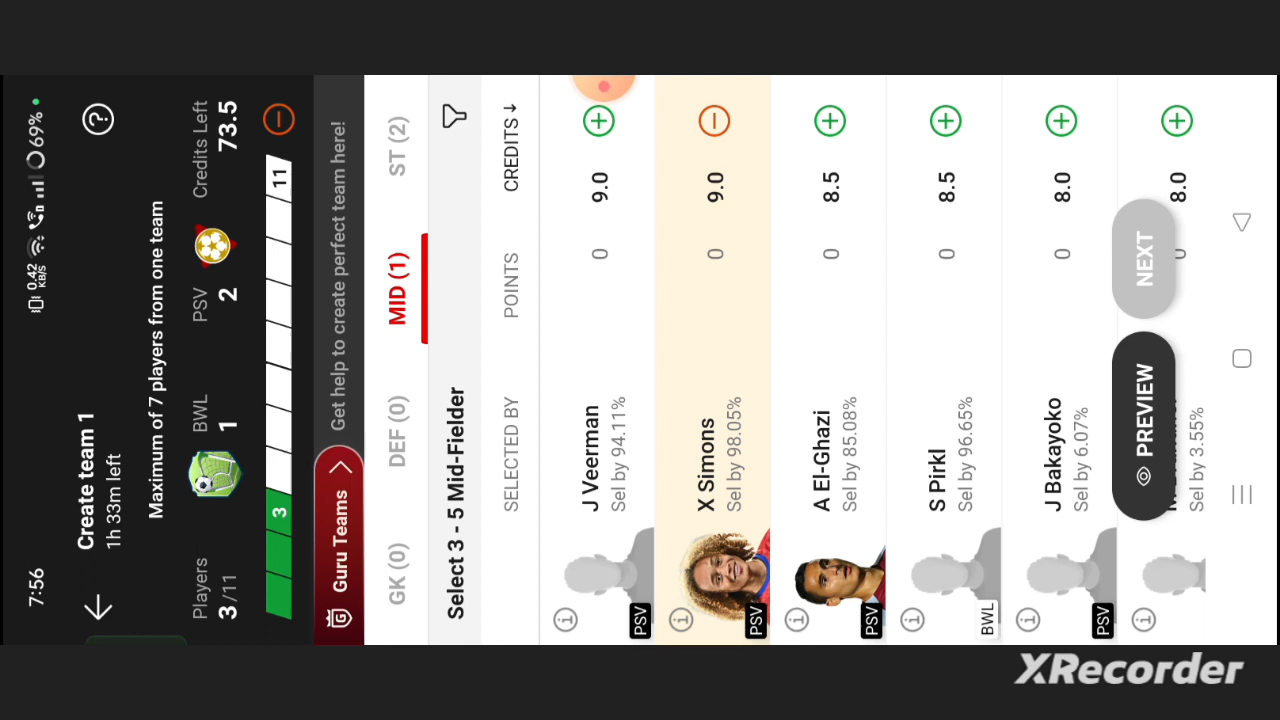 7:56 0.42 KB/S 69%
Create team 1
1h 33m left
Maximum of 7 players from one team
Players BWL PSV Credits Left
3/11 1 2 73.5
3 11
Guru Teams Get help to create perfect team here!
GK (0) DEF (0) MID (1) ST (2)
Select 3 - 5 Mid-Fielder
SELECTED BY POINTS CREDITS ↓
J Veerman
Sel by 94.11% 0 9.0
PSV
X Simons
Sel by 98.05% 0 9.0
PSV
A El-Ghazi
Sel by 85.08% 0 8.5
PSV
S Pirkl
Sel by 96.65% 0 8.5
BWL
J Bakayoko
Sel by 6.07% 0 8.0
PSV
PREVIEW NEXT
Sel by 3.55% 0 8.0
XRecorder